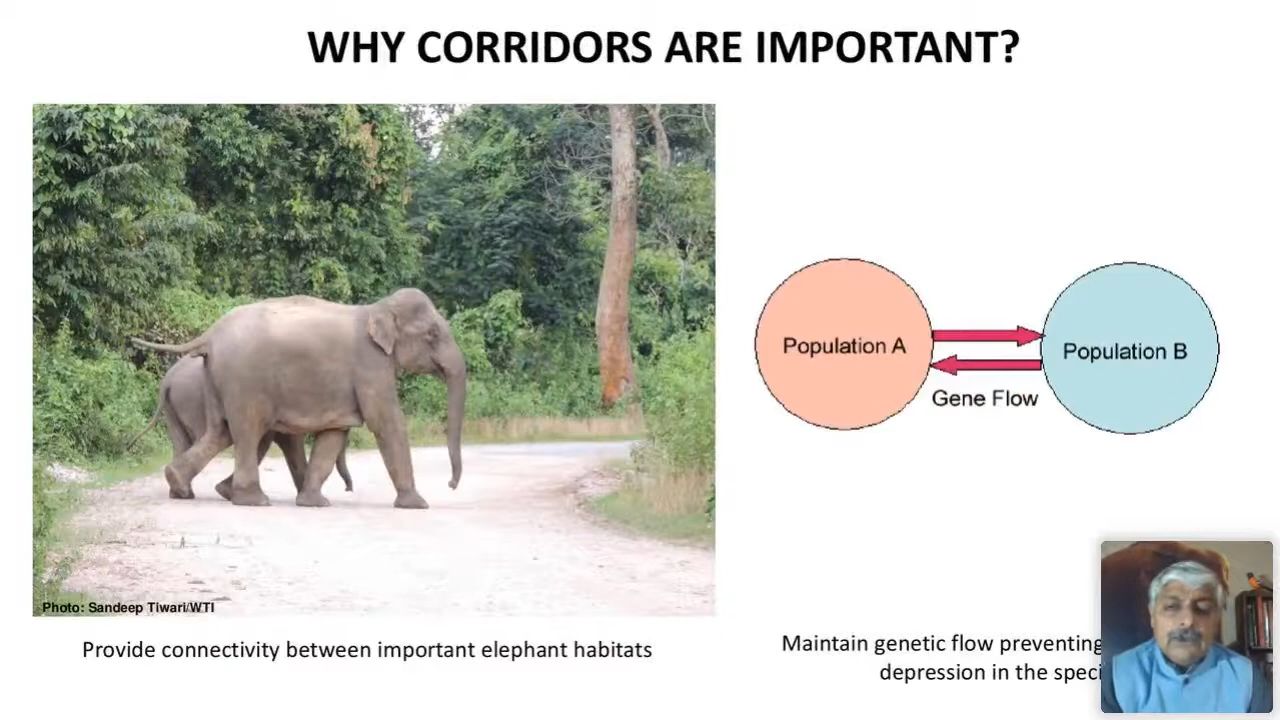 WHY CORRIDORS ARE IMPORTANT?
Population A
Population B
Gene Flow
Photo: Sandeep Tiwari/WTI
Provide connectivity between important elephant habitats
Maintain genetic flow preventing
depression in the speci